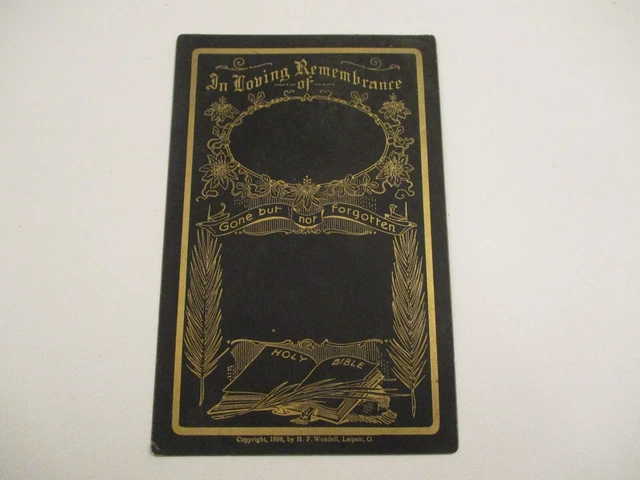 In Loving Remembrance
of
Gone but not Forgotten
HOLY BIBLE
Copyright, 1898, by H. F. Wendell, Leipsic, O.